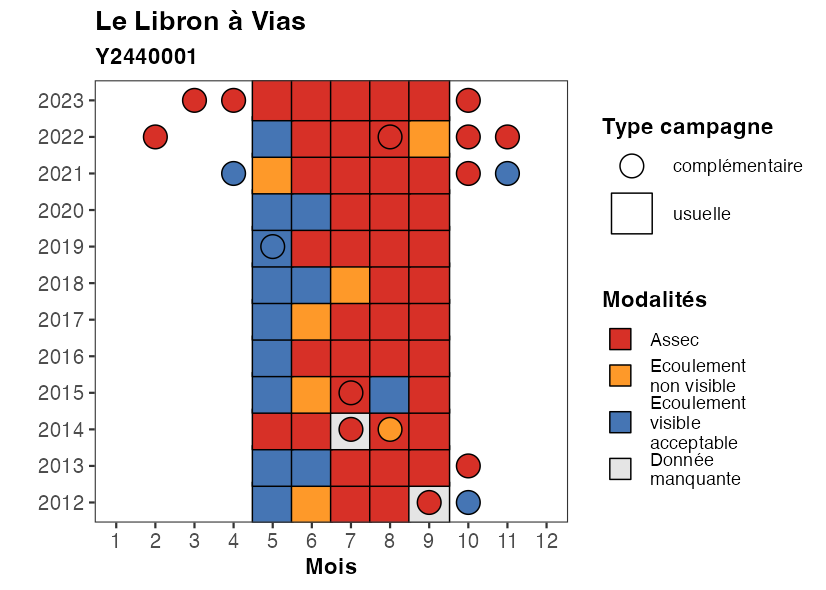 Le Libron à Vias
Y2440001
2023
2022
2021
2020
2019
2018
2017
2016
2015
2014
2013
2012
1 2 3 4 5 6 7 8 9 10 11 12
Mois
Type campagne
complémentaire
usuelle
Modalités
Assec
Ecoulement
non visible
Ecoulement
visible
acceptable
Donnée
manquante